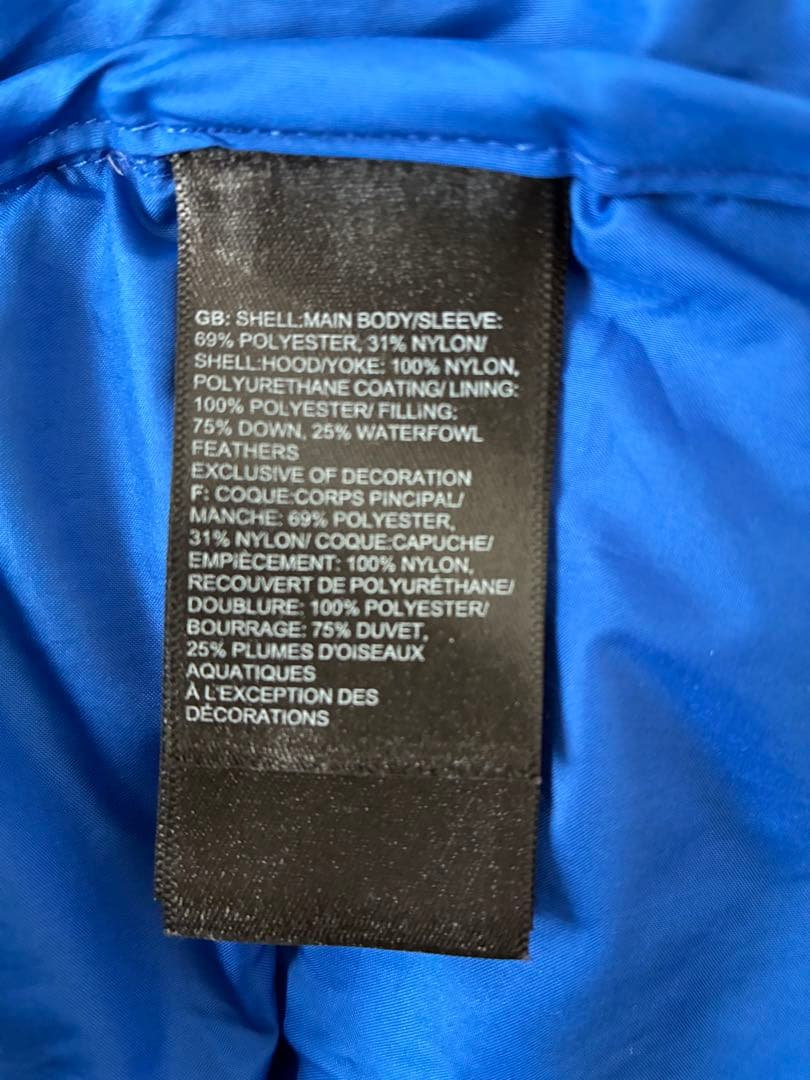 GB: SHELL:MAIN BODY/SLEEVE:
69% POLYESTER, 31% NYLON/
SHELL:HOOD/YOKE: 100% NYLON,
POLYURETHANE COATING/ LINING:
100% POLYESTER/ FILLING:
75% DOWN, 25% WATERFOWL
FEATHERS
EXCLUSIVE OF DECORATION
F: COQUE:CORPS PINCIPAL/
MANCHE: 69% POLYESTER,
31% NYLON/ COQUE:CAPUCHE/
EMPIÈCEMENT: 100% NYLON,
RECOUVERT DE POLYURÉTHANE/
DOUBLURE: 100% POLYESTER/
BOURRAGE: 75% DUVET,
25% PLUMES D'OISEAUX
AQUATIQUES
À L'EXCEPTION DES
DÉCORATIONS